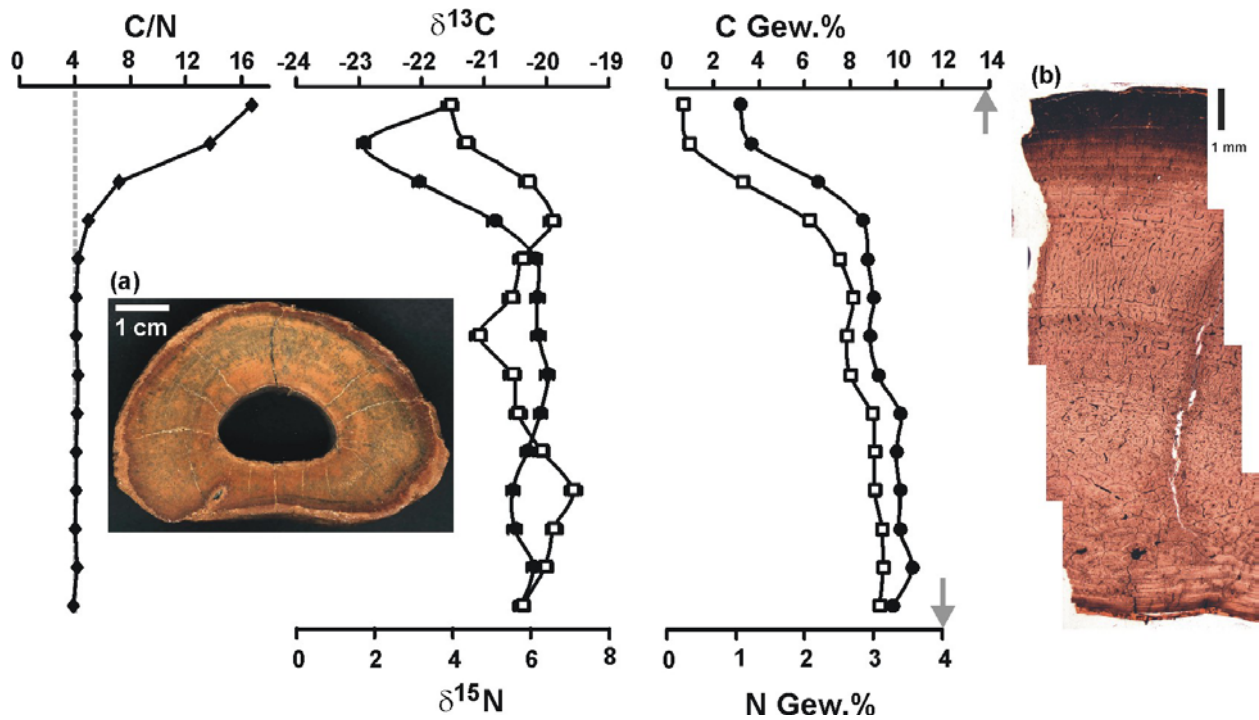 C/N
0 4 8 12 16
δ¹³C
-24 -23 -22 -21 -20 -19
C Gew.%
0 2 4 6 8 10 12 14
(b)
1 mm
(a)
1 cm
0 2 4 6 8
δ¹⁵N
0 1 2 3 4
N Gew.%